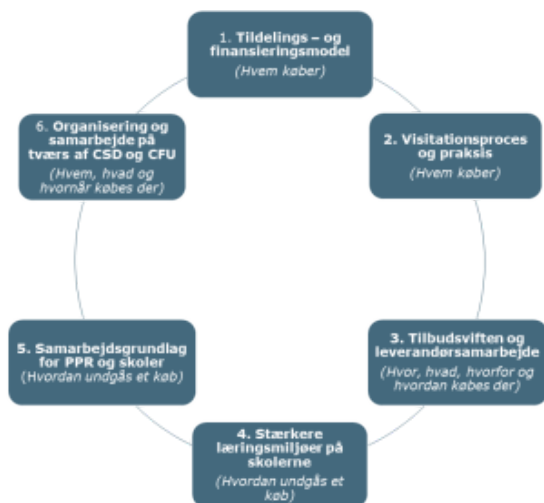 1. Tildelings – og
finansieringsmodel
(Hvem køber)
2. Visitationsproces
og praksis
(Hvem køber)
3. Tilbudsviften og
leverandørsamarbejde
(Hvor, hvad, hvorfor og
hvordan købes der)
4. Stærkere
læringsmiljøer på
skolerne
(Hvordan undgås et
køb)
5. Samarbejdsgrundlag
for PPR og skoler
(Hvordan undgås et køb)
6. Organisering og
samarbejde på
tværs af CSD og CFU
(Hvem, hvad og
hvornår købes der)